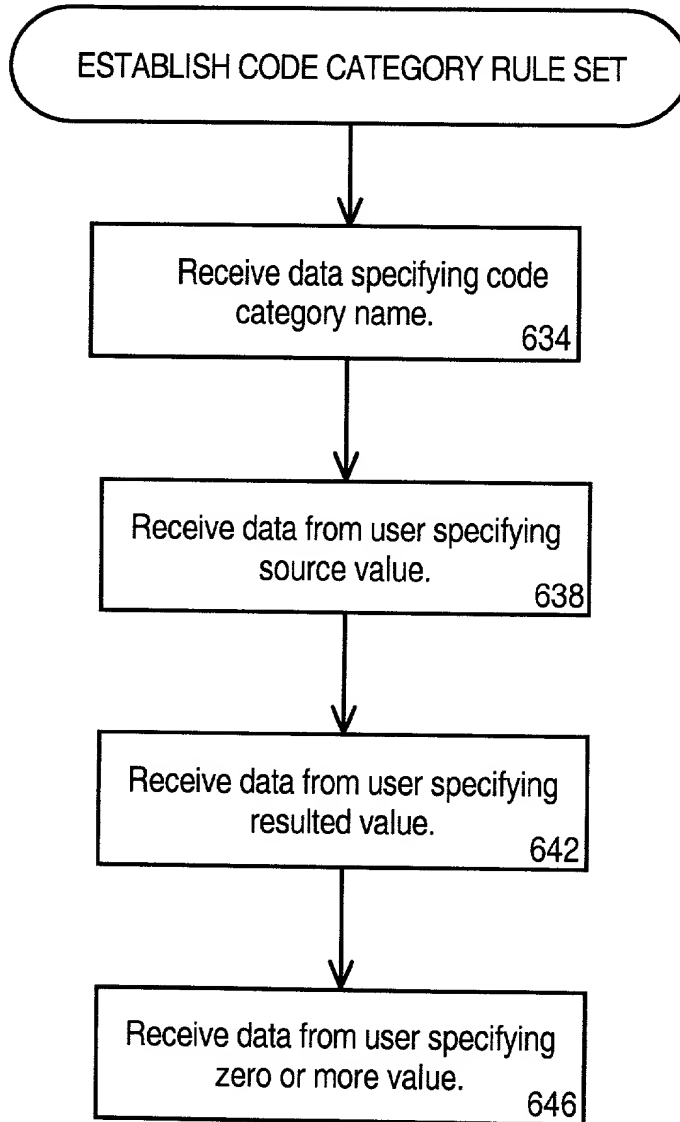 ESTABLISH CODE CATEGORY RULE SET
Receive data specifying code
category name.
634
Receive data from user specifying
source value.
638
Receive data from user specifying
resulted value.
642
Receive data from user specifying
zero or more value.
646